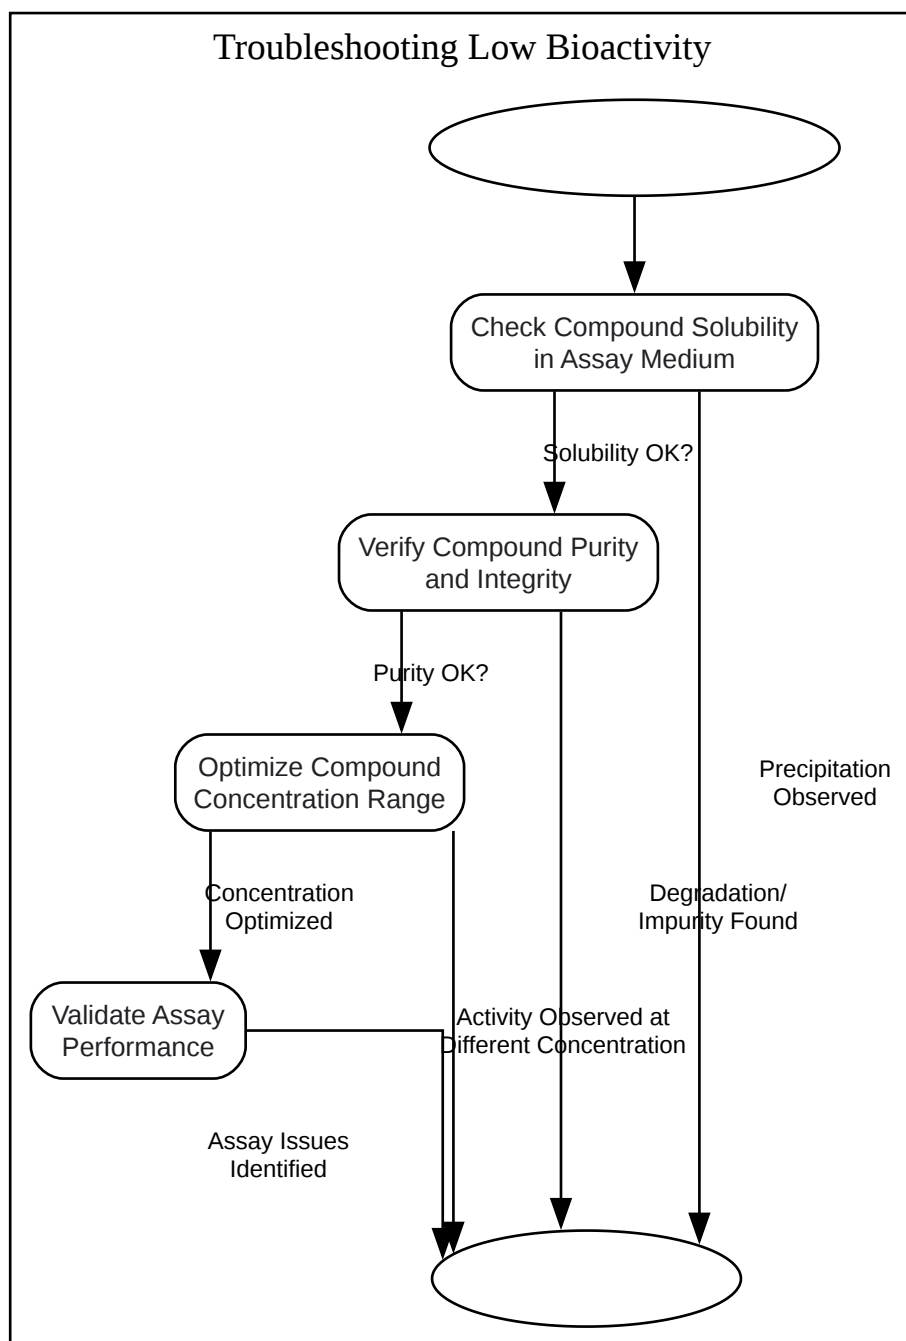 Troubleshooting Low Bioactivity
Check Compound Solubility
in Assay Medium
Solubility OK?
Verify Compound Purity
and Integrity
Purity OK?
Optimize Compound
Concentration Range
Precipitation
Observed
Concentration
Optimized
Degradation/
Impurity Found
Validate Assay
Performance
Activity Observed at
Different Concentration
Assay Issues
Identified